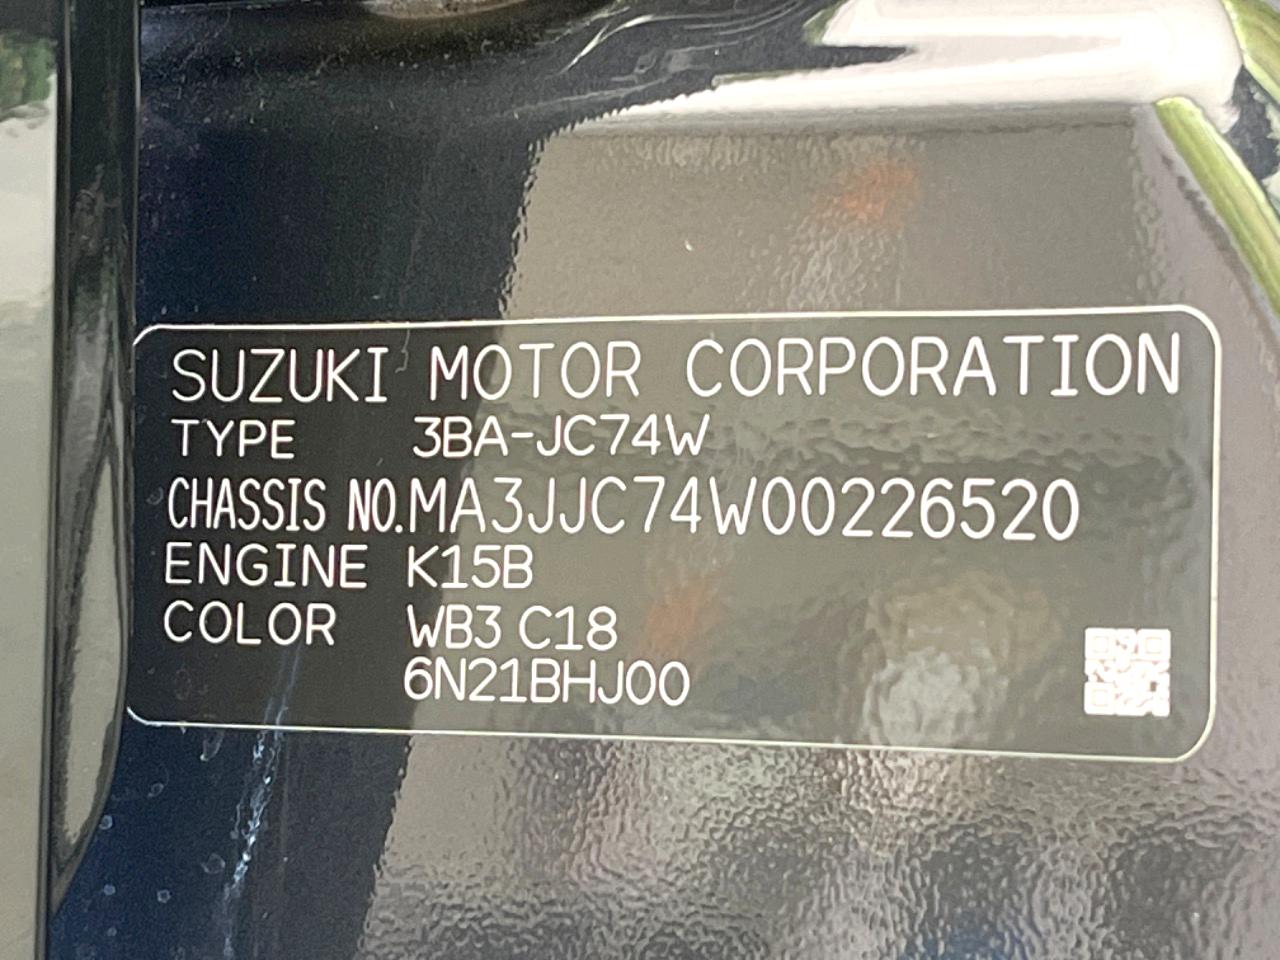 SUZUKI MOTOR CORPORATION
TYPE 3BA-JC74W
CHASSIS NO.MA3JJC74W00226520
ENGINE K15B
COLOR WB3 C18
6N21BHJ00